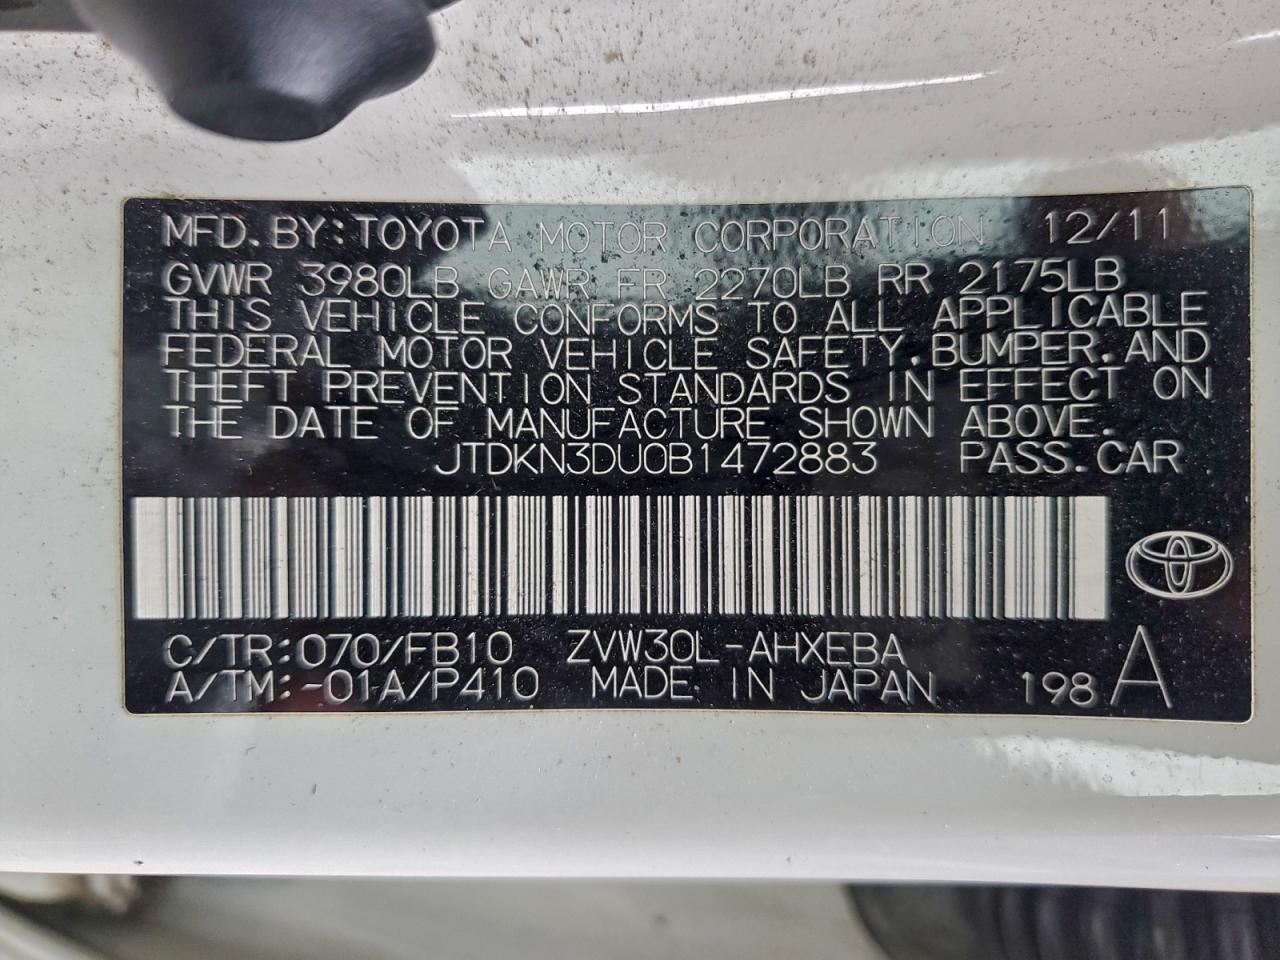 MFD. BY: TOYOTA MOTOR CORPORATION 12/11
GVWR 3980LB GAWR FR 2270LB RR 2175LB
THIS VEHICLE CONFORMS TO ALL APPLICABLE
FEDERAL MOTOR VEHICLE SAFETY, BUMPER, AND
THEFT PREVENTION STANDARDS IN EFFECT ON
THE DATE OF MANUFACTURE SHOWN ABOVE.
JTDKN3DU0B1472883 PASS. CAR
C/TR: 070/FB10 ZVW30L-AHXEBA
A/TM: -01A/P410 MADE IN JAPAN 198 A